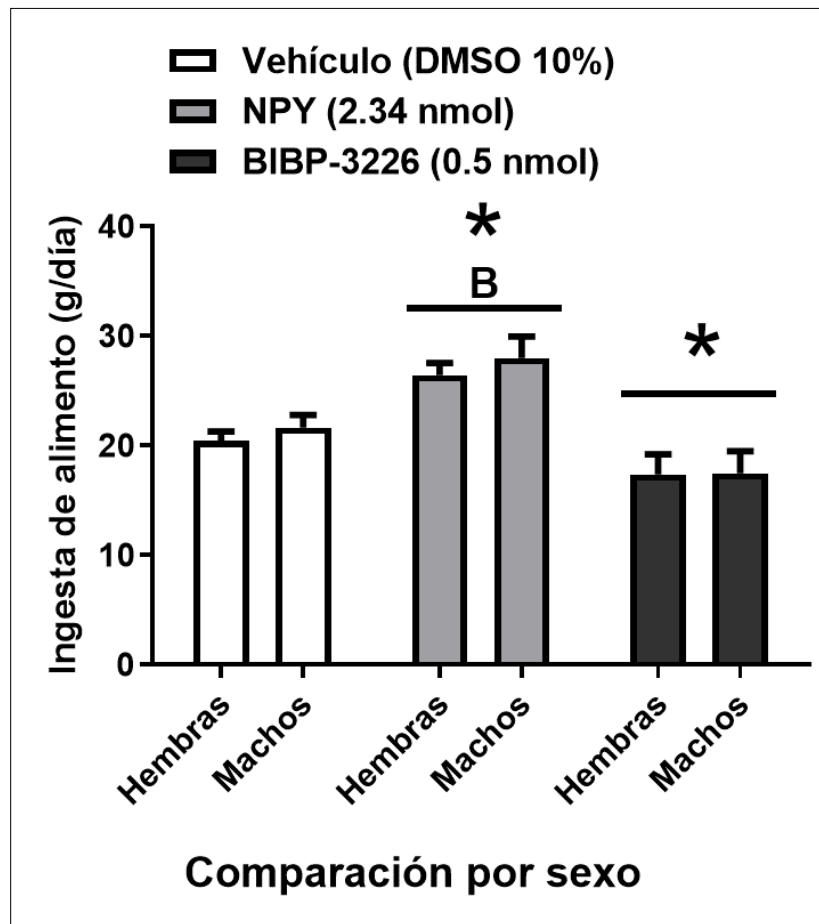 Vehículo (DMSO 10%)
NPY (2.34 nmol)
BIBP-3226 (0.5 nmol)
Ingesta de alimento (g/día)
40
30
20
10
0
*
B
*
Hembras
Machos
Hembras
Machos
Hembras
Machos
Comparación por sexo